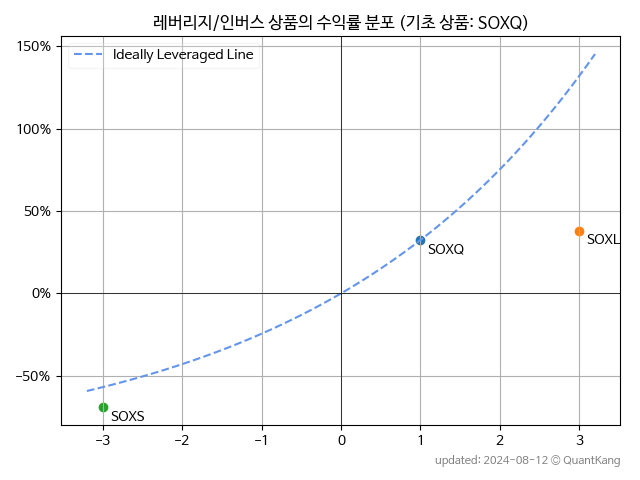 레버리지/인버스 상품의 수익률 분포 (기초 상품: SOXQ)
150%
Ideally Leveraged Line
100%
50%
SOXL
SOXQ
0%
-50%
SOXS
-3 -2 -1 0 1 2 3
updated: 2024-08-12 © QuantKang